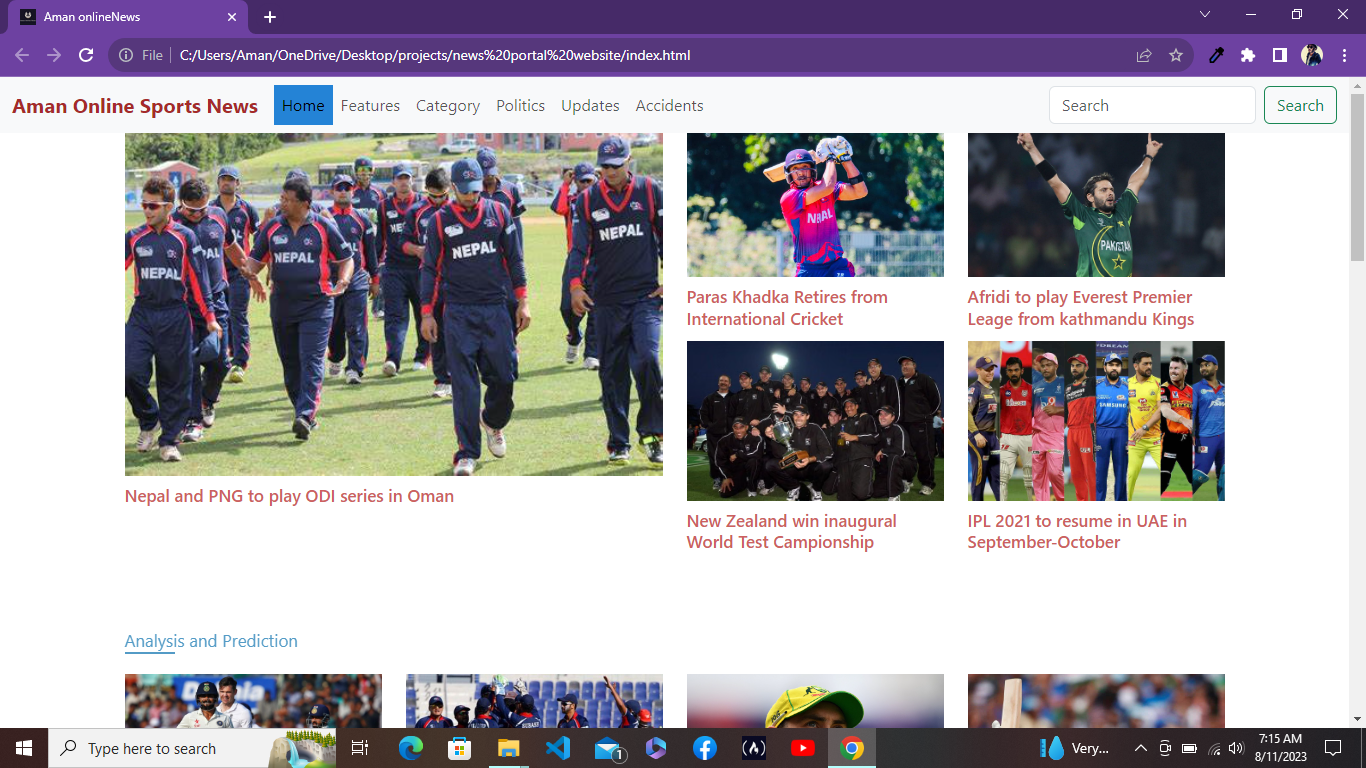 Aman onlineNews
File
C:/Users/Aman/OneDrive/Desktop/projects/news%20portal%20website/index.html
Aman Online Sports News
Home
Features
Category
Politics
Updates
Accidents
Search
Search
NEPAL
NEPAL
NEPAL
NEPAL
PAKISTAN
Paras Khadka Retires from
International Cricket
Afridi to play Everest Premier
Leage from kathmandu Kings
SAMSUNG
Nepal and PNG to play ODI series in Oman
New Zealand win inaugural
World Test Campionship
IPL 2021 to resume in UAE in
September-October
Analysis and Prediction
Type here to search
1
Very...
7:15 AM
8/11/2023